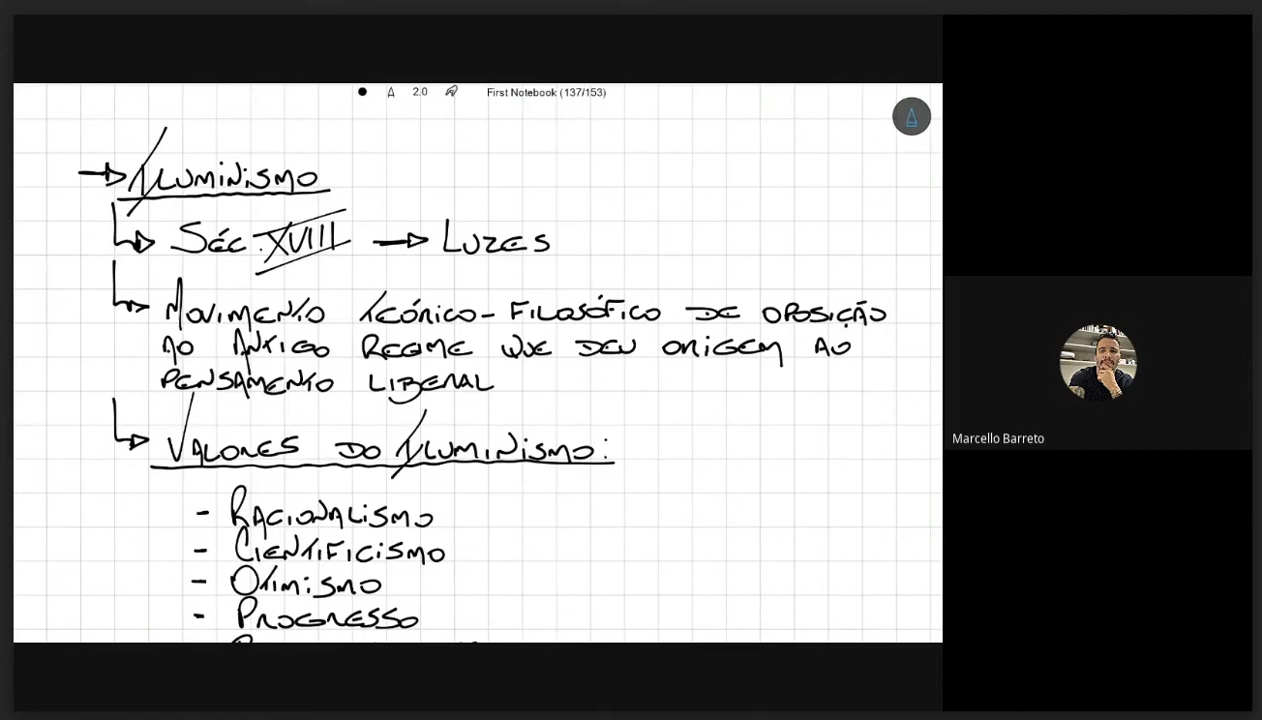 2.0 First Notebook (137/153)
→ ILUMINISMO
↳ SÉC. XVIII → LUZES
↳ MOVIMENTO TEÓRICO-FILOSÓFICO DE OPOSIÇÃO
AO ANTIGO REGIME QUE DEU ORIGEM AO
PENSAMENTO LIBERAL
↳ VALORES DO ILUMINISMO:
- RACIONALISMO
- CIENTIFICISMO
- OTIMISMO
- PROGRESSO
Marcello Barreto